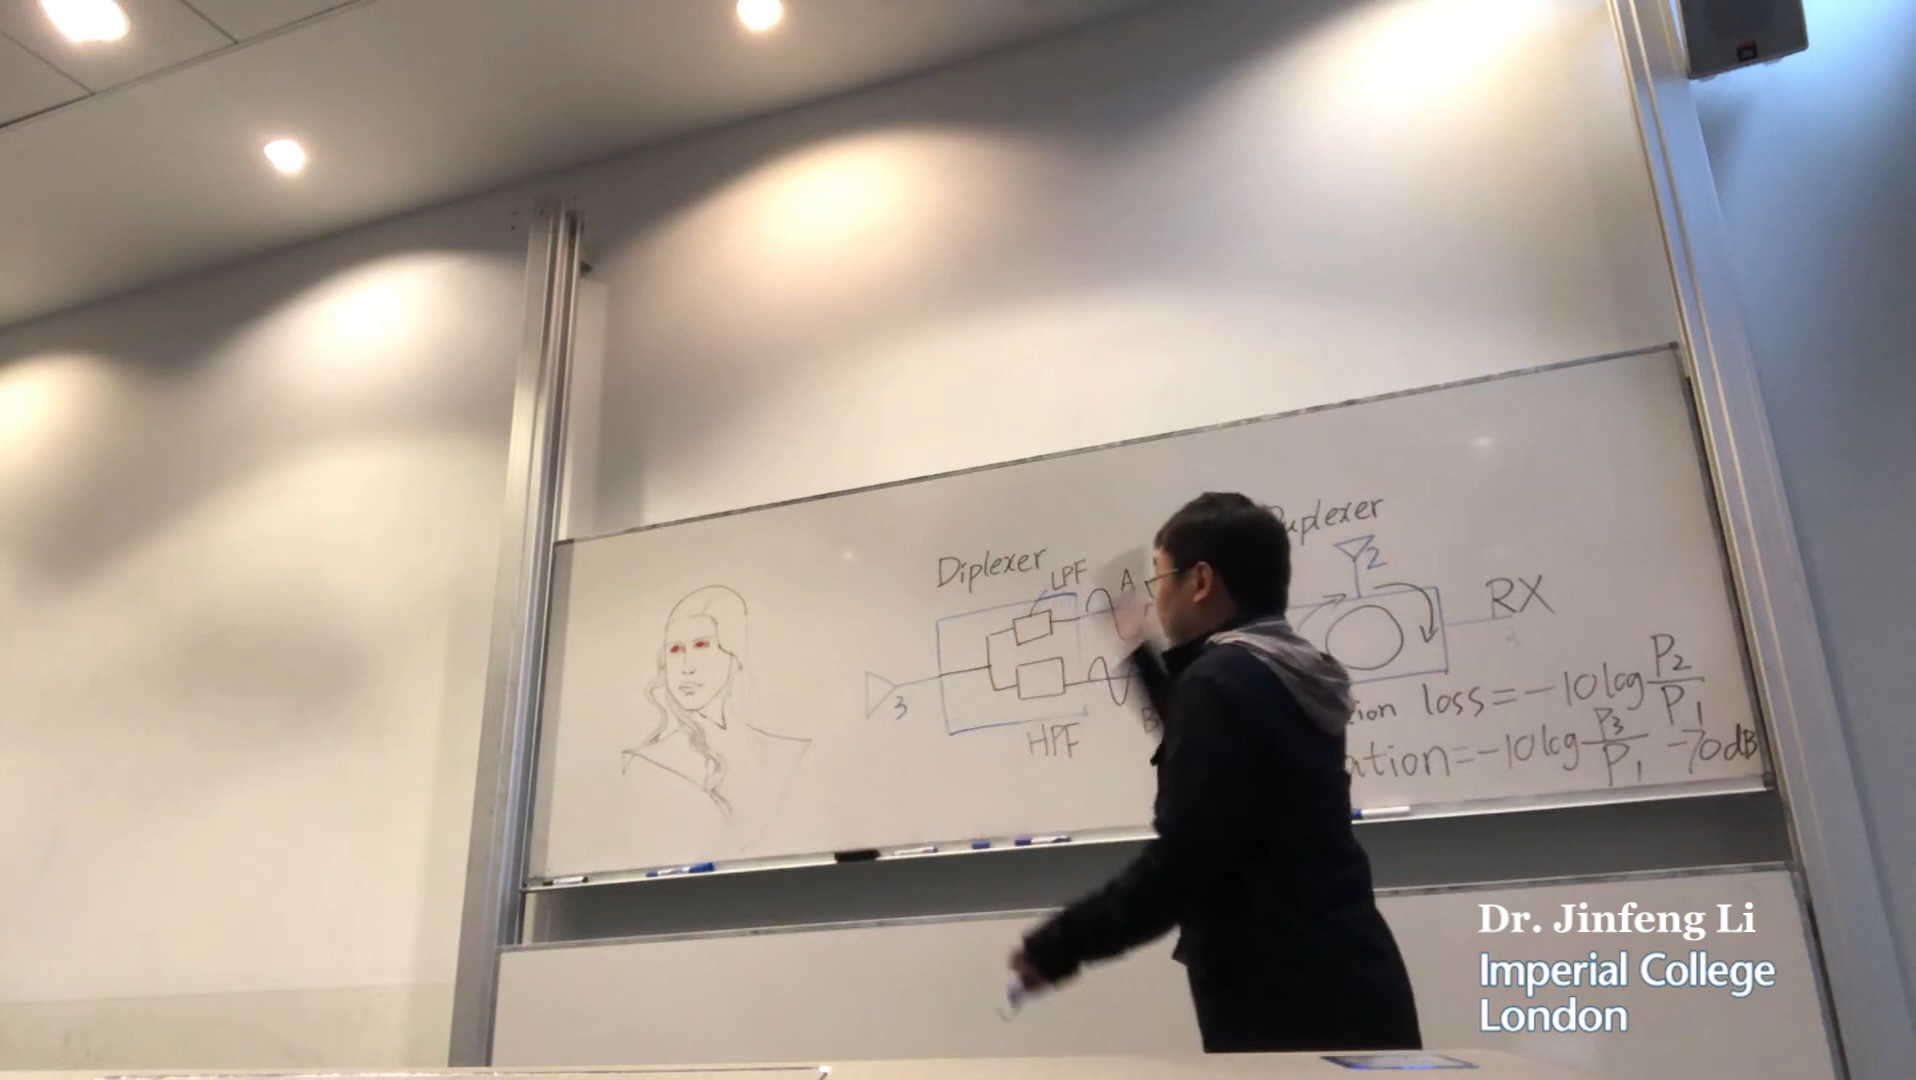 Diplexer
LPF
A
uplexer
2
RX
3
HPF
B
tion loss = -10log P2/P1
ation = -10log P3/P1 -70dB
Dr. Jinfeng Li
Imperial College
London